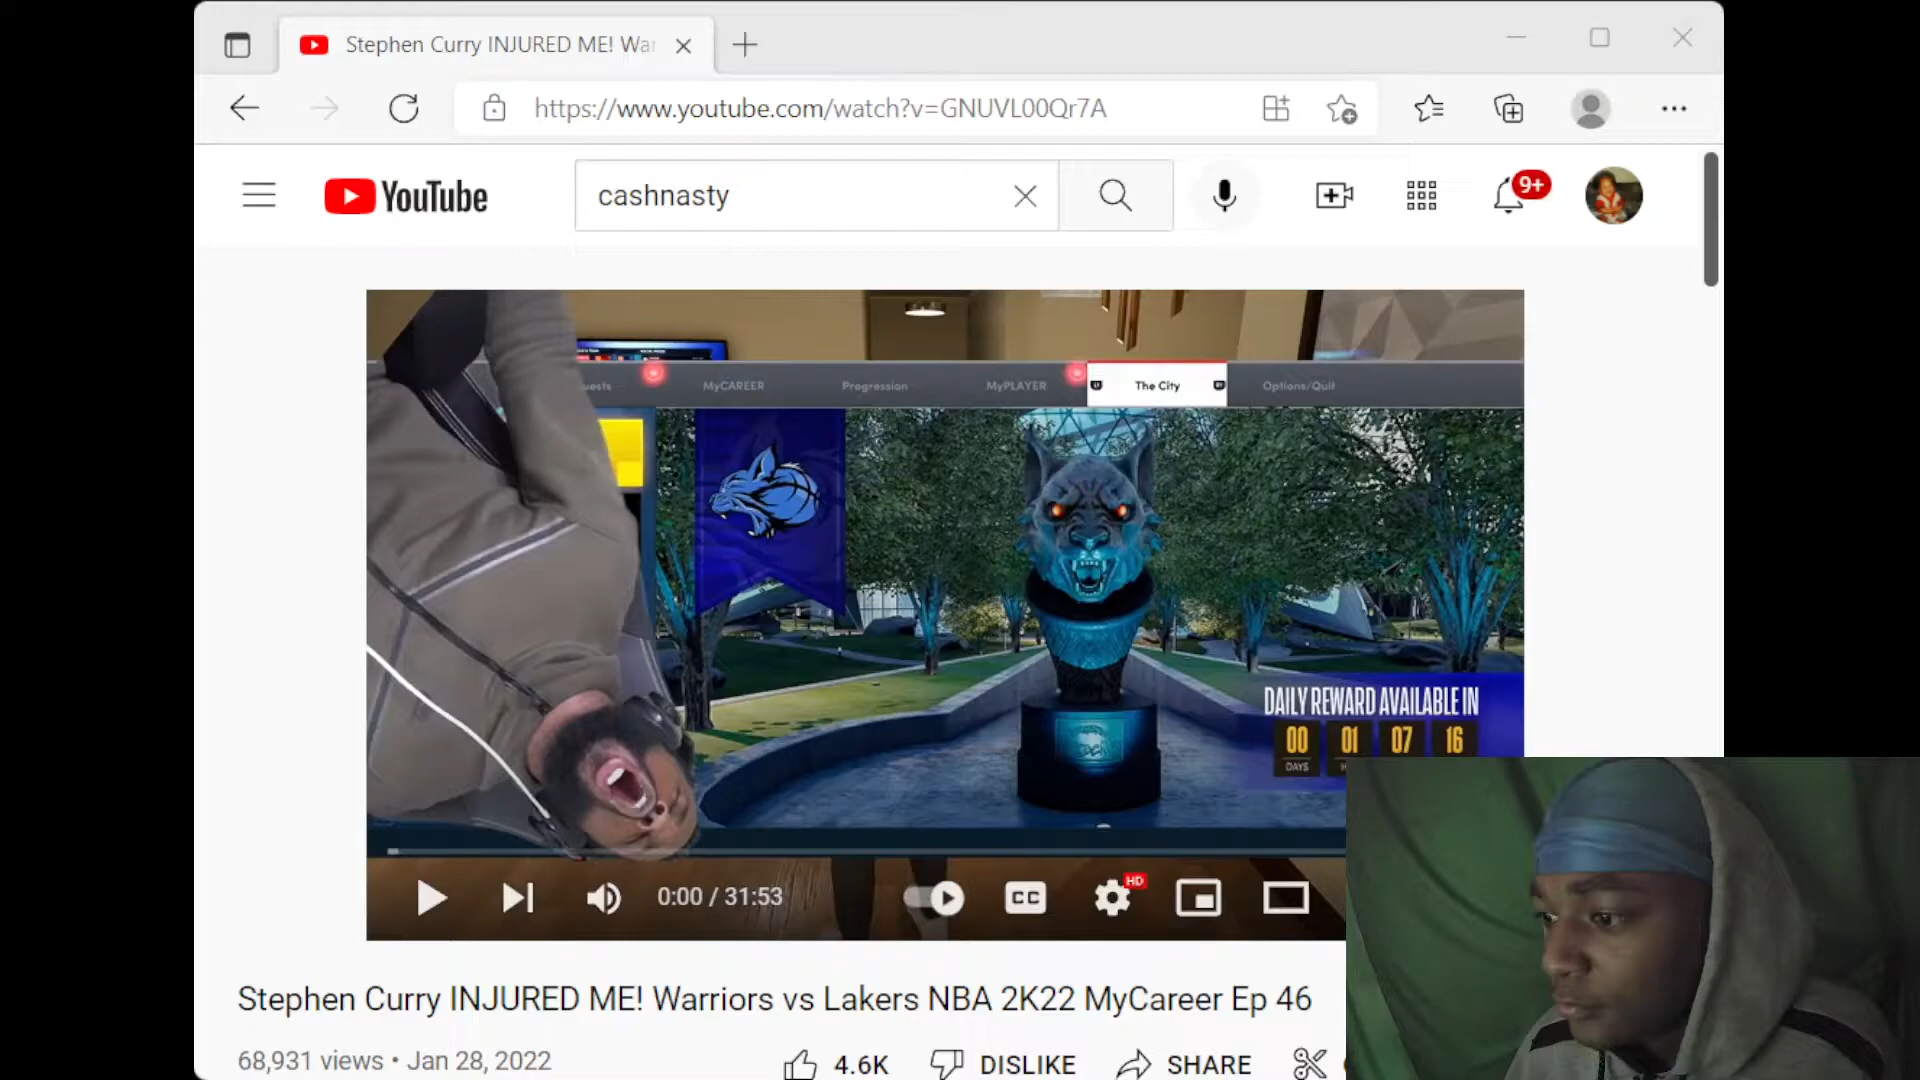 Stephen Curry INJURED ME! Wa
https://www.youtube.com/watch?v=GNUVL00Qr7A
YouTube
cashnasty
9+
uests
MyCAREER
Progression
MyPLAYER
The City
Options/Quit
DAILY REWARD AVAILABLE IN
00 01 07 16
DAYS
0:00 / 31:53
CC
HD
Stephen Curry INJURED ME! Warriors vs Lakers NBA 2K22 MyCareer Ep 46
68,931 views • Jan 28, 2022
4.6K
DISLIKE
SHARE